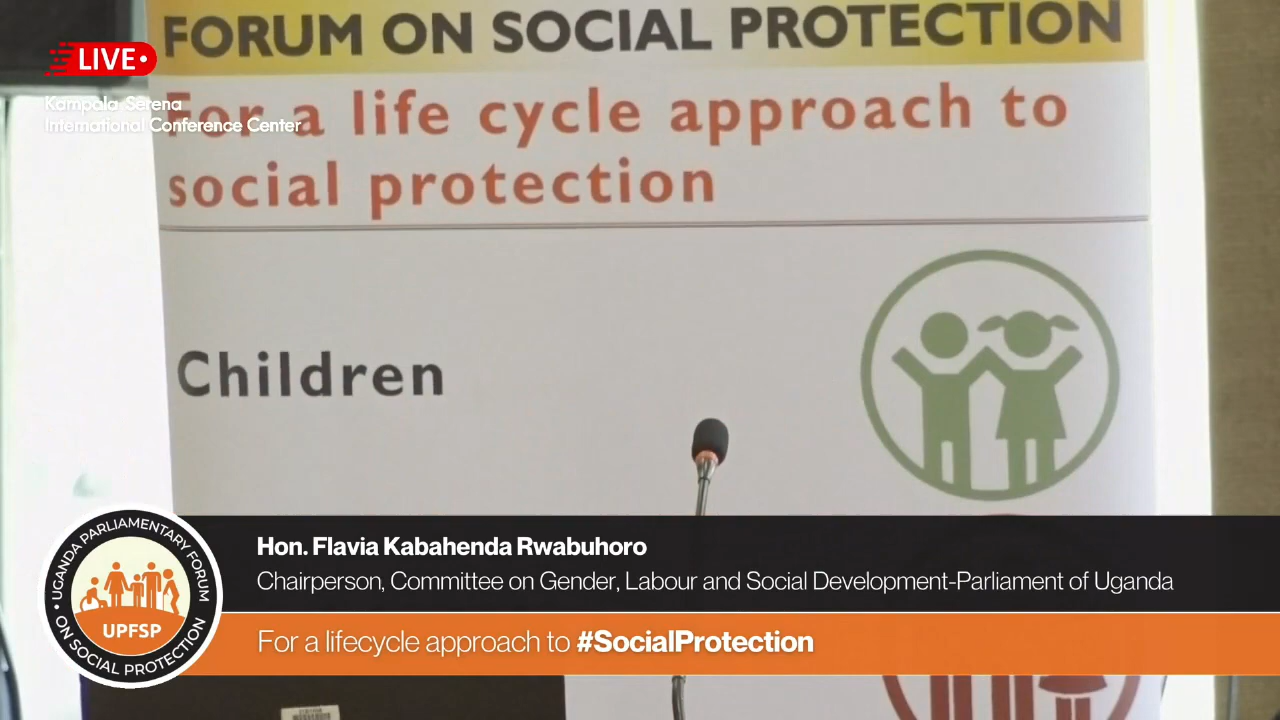 FORUM ON SOCIAL PROTECTION
LIVE
Kampala Serena
International Conference Center
For a life cycle approach to
social protection
Children
Hon. Flavia Kabahenda Rwabuhoro
Chairperson, Committee on Gender, Labour and Social Development-Parliament of Uganda
For a lifecycle approach to #SocialProtection
UGANDA PARLIAMENTARY FORUM
ON SOCIAL PROTECTION
UPFSP